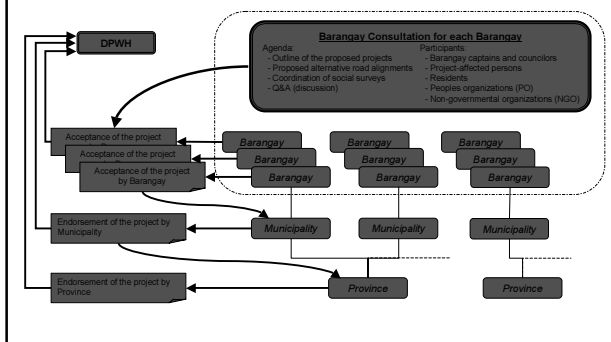 Barangay Consultation for each Barangay
DPWH
Agenda:
- Outline of the proposed projects
- Proposed alternative road alignments
- Coordination of social surveys
- Q&A (discussion)
Participants:
- Barangay captains and councilors
- Project-affected persons
- Residents
- Peoples organizations (PO)
- Non-governmental organizations (NGO)
Acceptance of the project
Acceptance of the project
Acceptance of the project
by Barangay
Barangay
Barangay
Barangay
Barangay
Barangay
Barangay
Barangay
Barangay
Barangay
Endorsement of the project by
Municipality
Municipality
Municipality
Municipality
Endorsement of the project by
Province
Province
Province